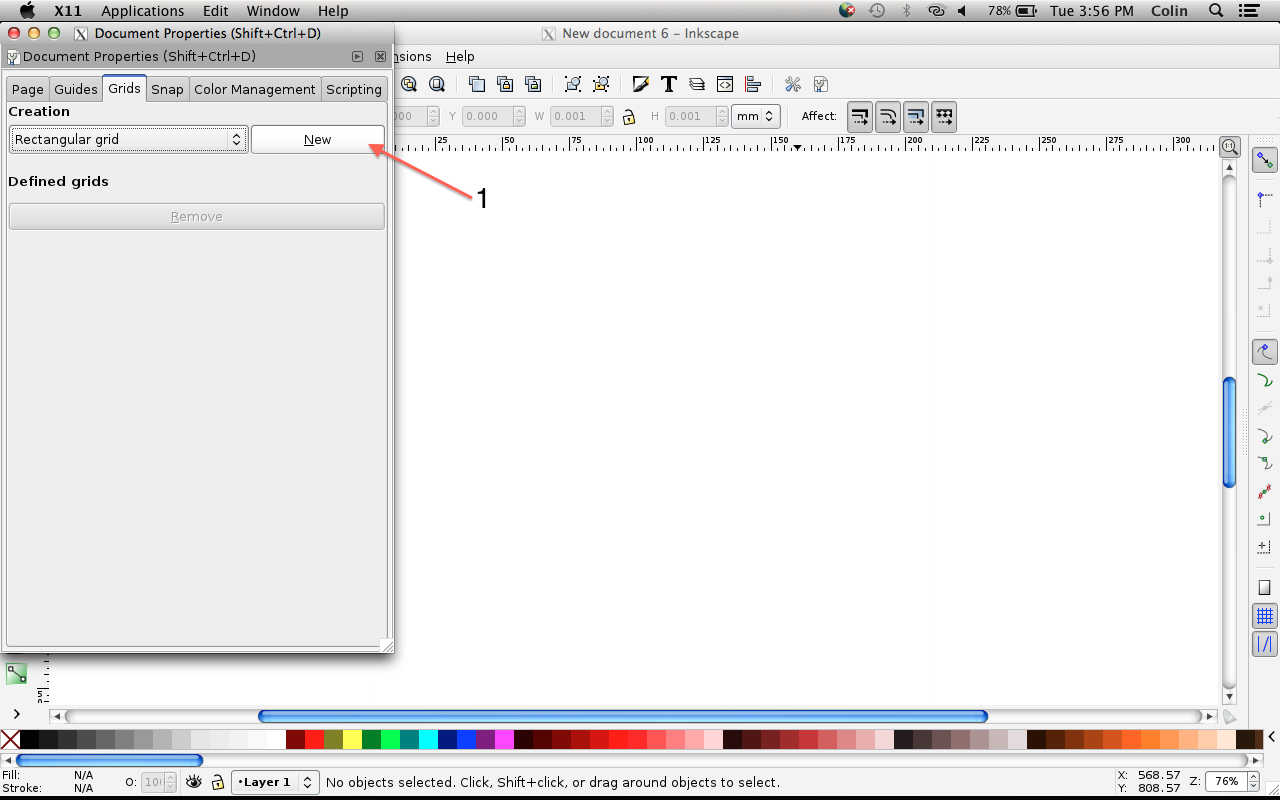 X11 Applications Edit Window Help 78% Tue 3:56 PM Colin
Document Properties (Shift+Ctrl+D) New document 6 – Inkscape
Document Properties (Shift+Ctrl+D) nsions Help
Page Guides Grids Snap Color Management Scripting
Creation
000 Y 0.000 W 0.001 H 0.001 mm Affect:
Rectangular grid New
25 50 75 100 125 150 175 200 225 250 275 300 1:1
Defined grids
1
Remove
5
Fill: N/A
Stroke: N/A
O: 10
•Layer 1
No objects selected. Click, Shift+click, or drag around objects to select.
X: 568.57
Y: 808.57
Z: 76%